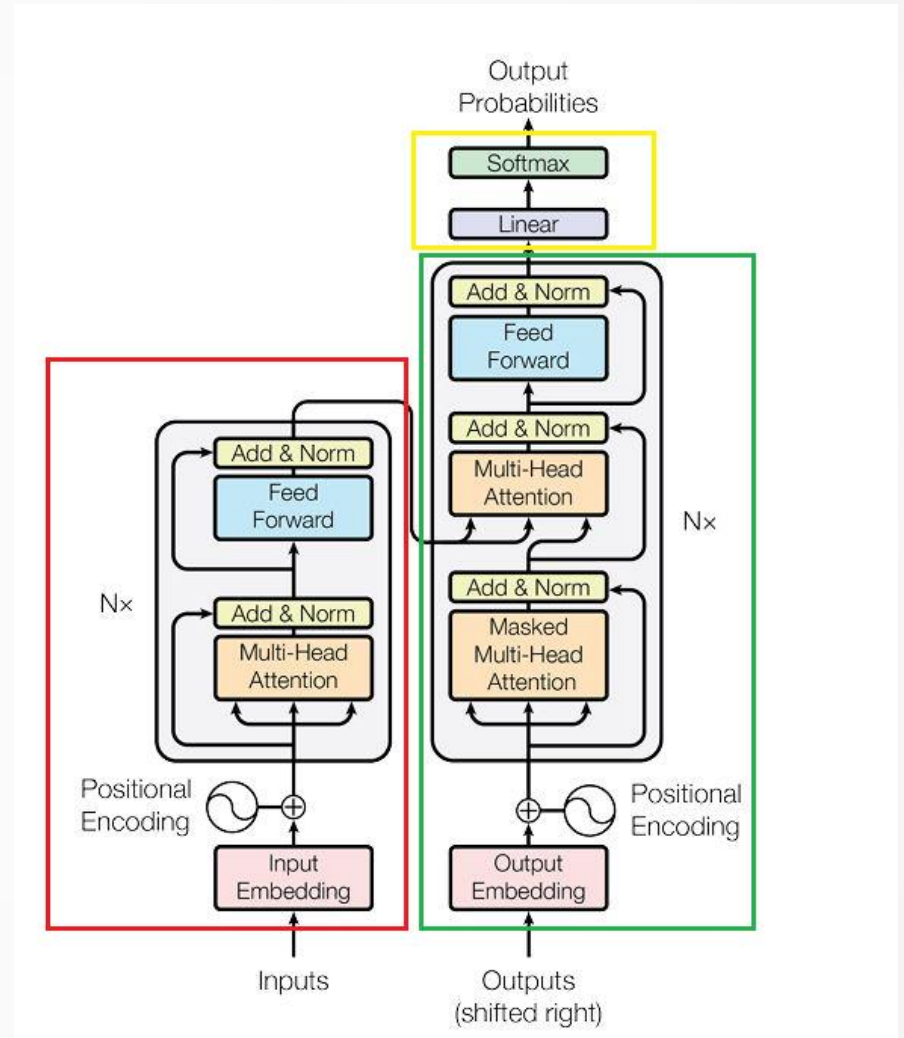 Output
Probabilities
Softmax
Linear
Add & Norm
Feed
Forward
Add & Norm
Multi-Head
Attention
Nx
Add & Norm
Masked
Multi-Head
Attention
Positional
Encoding
Output
Embedding
Outputs
(shifted right)
Add & Norm
Feed
Forward
Nx
Add & Norm
Multi-Head
Attention
Positional
Encoding
Input
Embedding
Inputs